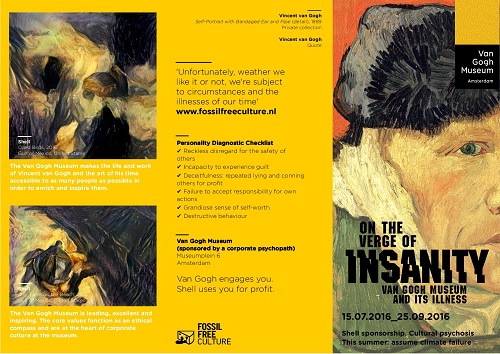 Shell
Gulf of Mexico, United States
The Van Gogh Museum makes the life and work
of Vincent van Gogh and the art of his time
accessible to as many people as possible in
order to enrich and inspire them.
The Van Gogh Museum is leading, excellent and
inspiring. The core values function as an ethical
compass and are at the heart of corporate
culture at the museum.
Vincent van Gogh
Self-Portrait with Bandaged Ear and Pipe (detail), 1889
Private collection
Vincent van Gogh
Quote
'Unfortunately, weather we
like it or not, we're subject
to circumstances and the
illnesses of our time'
www.fossilfreeculture.nl
Personality Diagnostic Checklist
✔ Reckless disregard for the safety of
others
✔ Incapacity to experience guilt
✔ Deceitfulness: repeated lying and conning
others for profit
✔ Failure to accept responsibility for own
actions
✔ Grandiose sense of self-worth
✔ Destructive behaviour
Van Gogh Museum
(sponsored by a corporate psychopath)
Museumplein 6
Amsterdam
Van Gogh engages you.
Shell uses you for profit.
FOSSIL
FREE
CULTURE
Van
Gogh
Museum
Amsterdam
ON THE
VERGE OF
INSANITY
VAN GOGH MUSEUM
AND ITS ILLNESS
15.07.2016_25.09.2016
Shell sponsorship. Cultural psychosis
This summer: assume climate failure